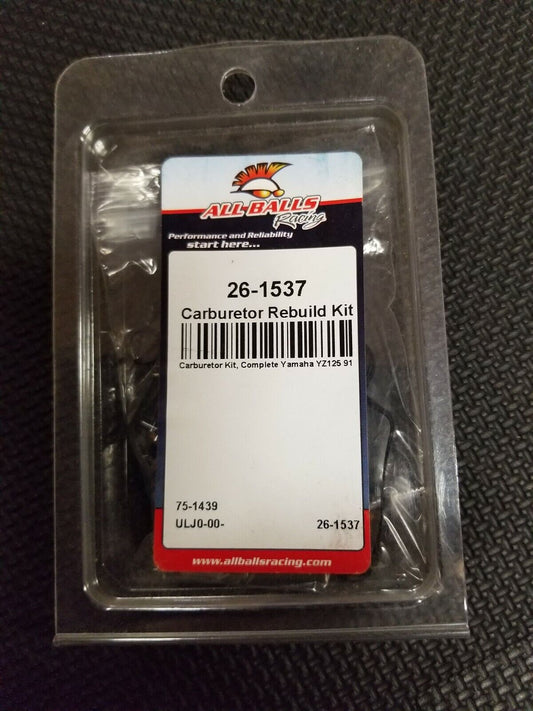 ALL BALLS
Racing
Performance and Reliability
start here...
26-1537
Carburetor Rebuild Kit
Carburetor Kit, Complete Yamaha YZ125 91
75-1439
ULJ0-00-
26-1537
www.allballsracing.com